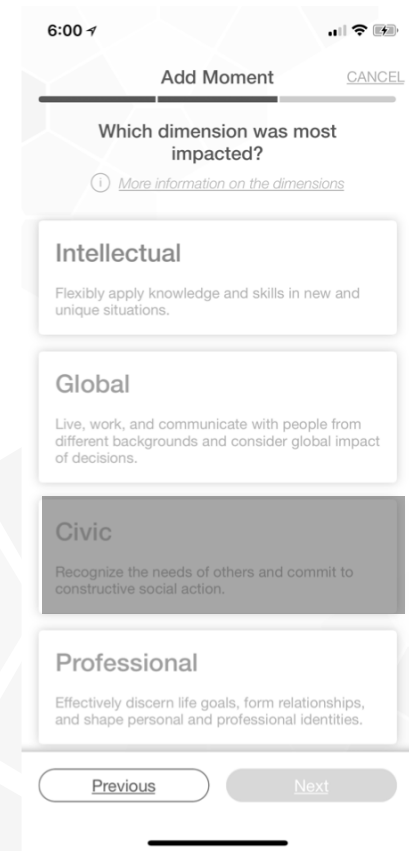 6:00
Add Moment
CANCEL
Which dimension was most
impacted?
i More information on the dimensions
Intellectual
Flexibly apply knowledge and skills in new and
unique situations.
Global
Live, work, and communicate with people from
different backgrounds and consider global impact
of decisions.
Civic
Recognize the needs of others and commit to
constructive social action.
Professional
Effectively discern life goals, form relationships,
and shape personal and professional identities.
Previous
Next